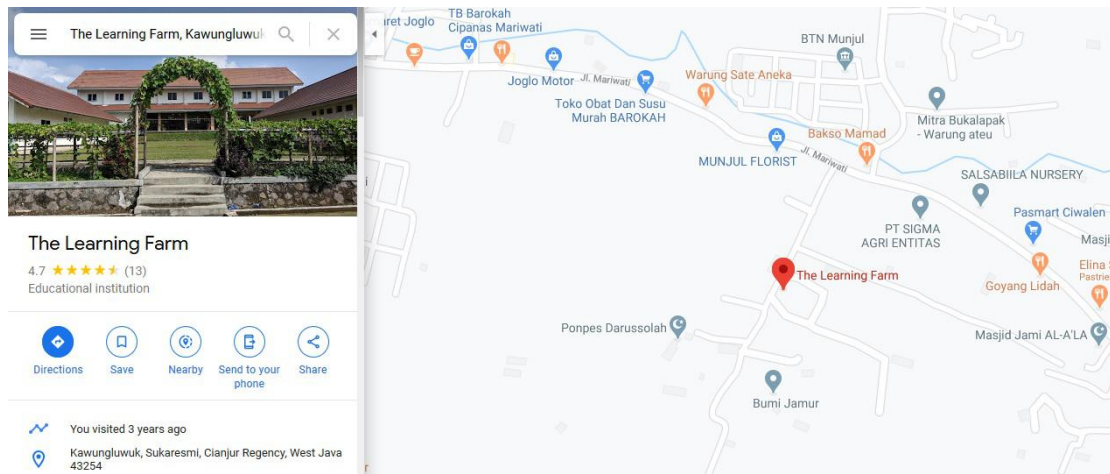 The Learning Farm, Kawungluwuk
The Learning Farm
4.7
(13)
Educational institution
Directions
Save
Nearby
Send to your
phone
Share
You visited 3 years ago
Kawungluwuk, Sukaresmi, Cianjur Regency, West Java
43254
Joglo
TB Barokah
Cipanas Mariwati
Joglo Motor
Jl. Mariwati
Toko Obat Dan Susu
Murah BAROKAH
Warung Sate Aneka
BTN Munjul
Mitra Bukalapak
- Warung ateu
Bakso Mamad
MUNJUL FLORIST
Jl. Mariwati
SALSABIILA NURSERY
PT SIGMA
AGRI ENTITAS
Pasmart Ciwalen
Masji
Elina S
Pastrie
Goyang Lidah
The Learning Farm
Ponpes Darussolah
Masjid Jami AL-A'LA
Bumi Jamur